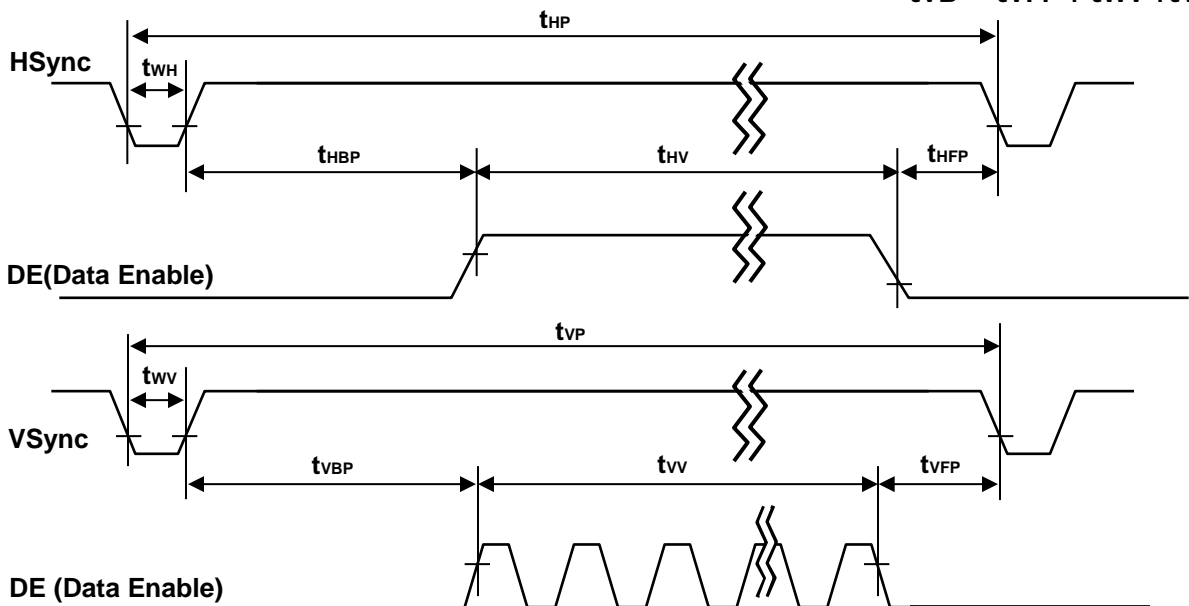 tHP
HSync
tWH
tHBP
tHV
tHFP
DE(Data Enable)
tVP
tWV
VSync
tVBP
tVV
tVFP
DE (Data Enable)